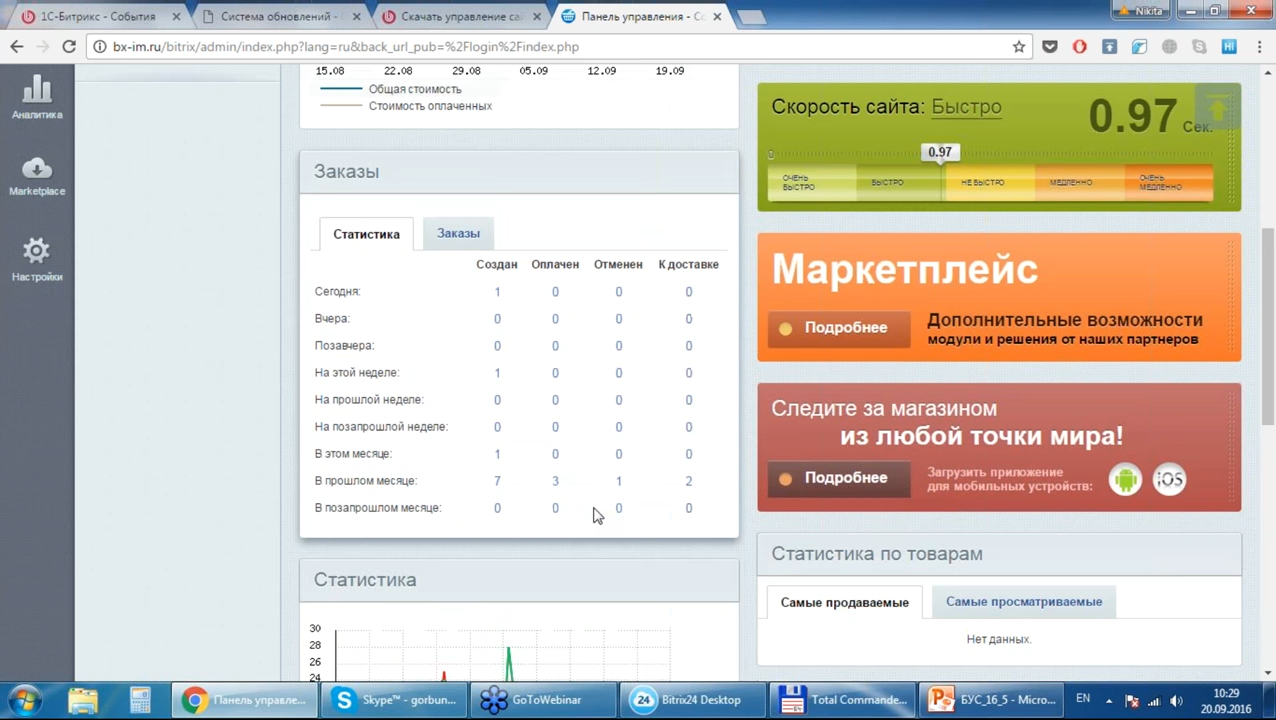 1С-Битрикс - События
Система обновлений -
Скачать управление са
Панель управления - Со
Nikita
bx-im.ru/bitrix/admin/index.php?lang=ru&back_url_pub=%2Flogin%2Findex.php
Hi
Аналитика
Marketplace
Настройки
15.08 22.08 29.08 05.09 12.09 19.09
Общая стоимость
Стоимость оплаченных
Заказы
Статистика Заказы
Создан Оплачен Отменен К доставке
Сегодня: 1 0 0 0
Вчера: 0 0 0 0
Позавчера: 0 0 0 0
На этой неделе: 1 0 0 0
На прошлой неделе: 0 0 0 0
На позапрошлой неделе: 0 0 0 0
В этом месяце: 1 0 0 0
В прошлом месяце: 7 3 1 2
В позапрошлом месяце: 0 0 0 0
Статистика
30
28
26
24
Скорость сайта: Быстро
0.97 Сек.
0
0.97
ОЧЕНЬ БЫСТРО
БЫСТРО
НЕ БЫСТРО
МЕДЛЕННО
ОЧЕНЬ МЕДЛЕННО
Маркетплейс
Подробнее
Дополнительные возможности
модули и решения от наших партнеров
Следите за магазином
из любой точки мира!
Подробнее
Загрузить приложение
для мобильных устройств:
iOS
Статистика по товарам
Самые продаваемые Самые просматриваемые
Нет данных.
Панель управле...
Skype™ - gorbun...
GoToWebinar
24 Bitrix24 Desktop
Total Commande...
БУС_16_5 - Micro...
EN
10:29
20.09.2016